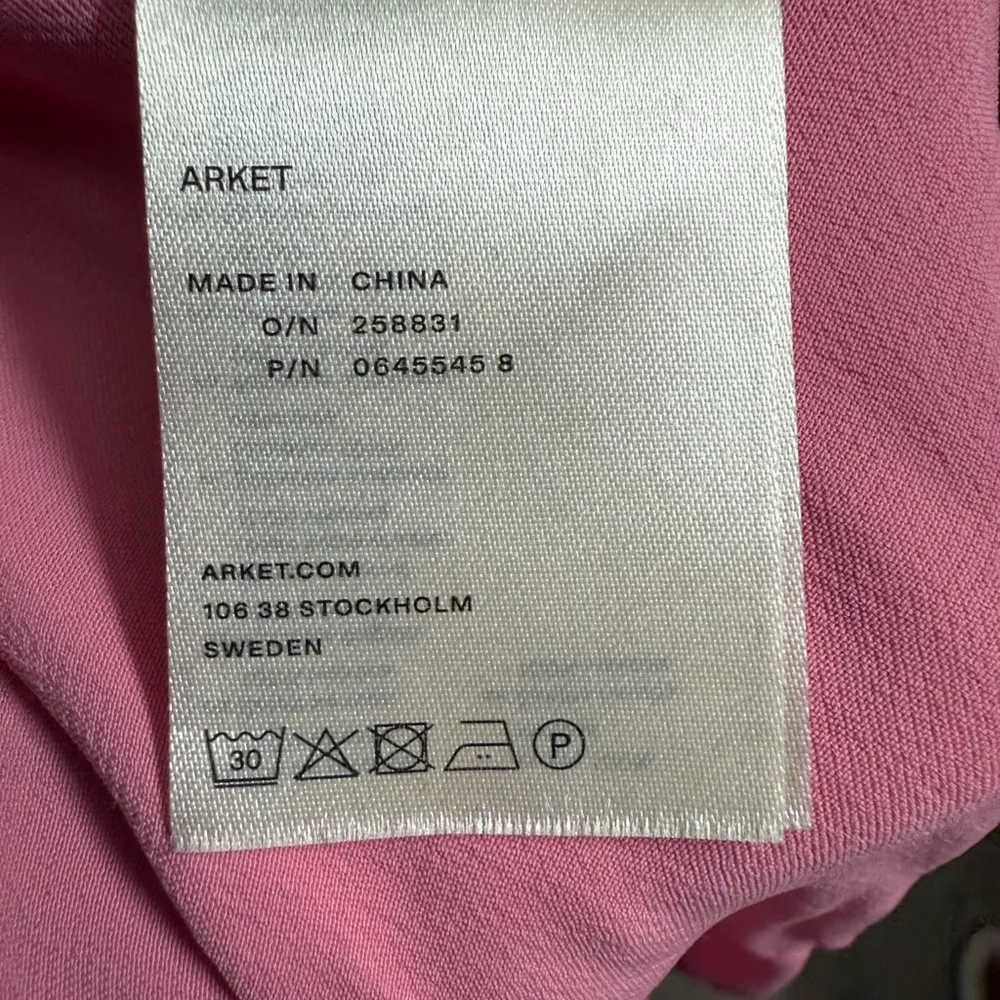 ARKET
MADE IN CHINA
O/N 258831
P/N 0645545 8
ARKET.COM
106 38 STOCKHOLM
SWEDEN
30
P